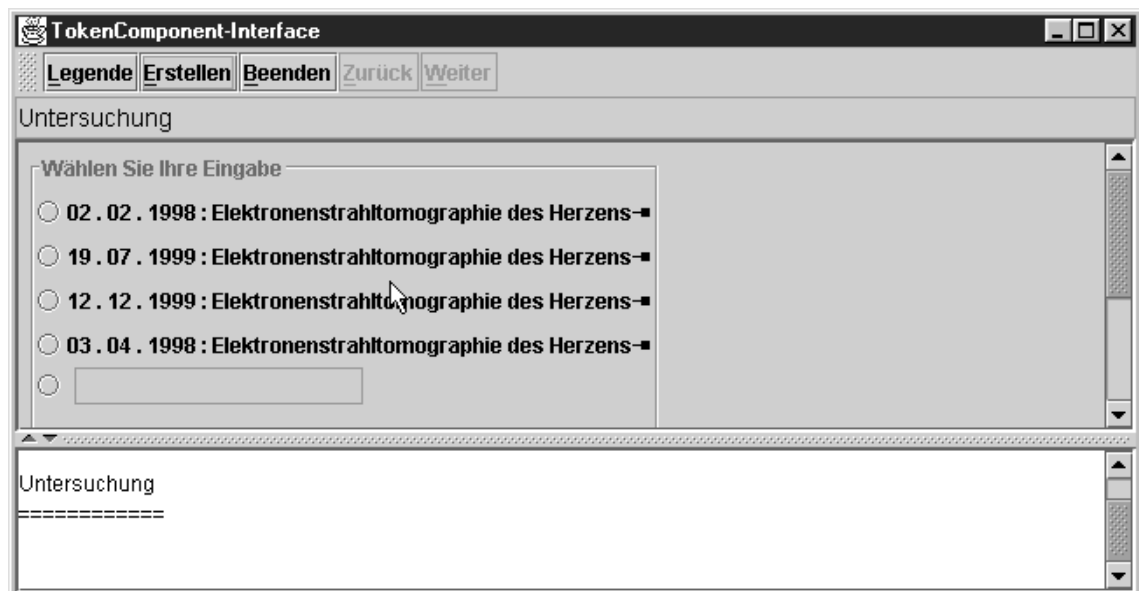 TokenComponent-Interface
Legende Erstellen Beenden Zurück Weiter
Untersuchung
Wählen Sie Ihre Eingabe
02 . 02 . 1998 : Elektronenstrahltomographie des Herzens
19 . 07 . 1999 : Elektronenstrahltomographie des Herzens
12 . 12 . 1999 : Elektronenstrahltomographie des Herzens
03 . 04 . 1998 : Elektronenstrahltomographie des Herzens
Untersuchung
============